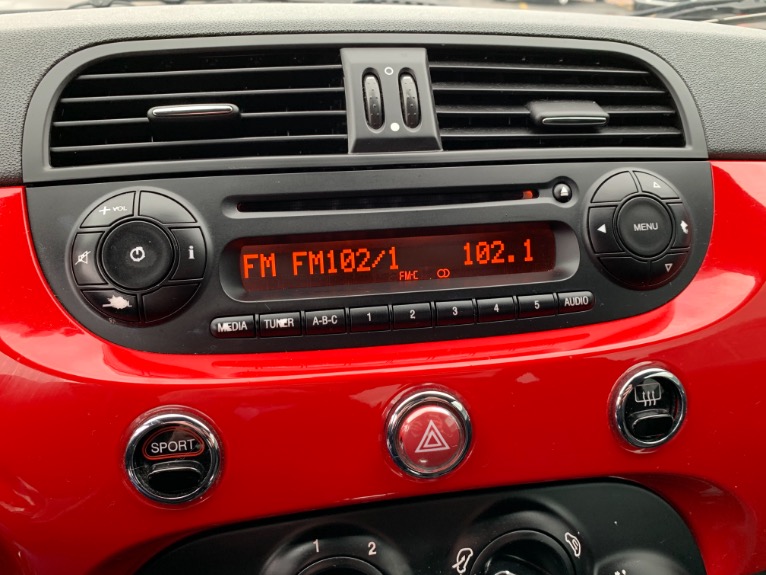 + VOL
i
MENU
FM FM102/1 102.1
FM-C
MEDIA TUNER A-B-C 1 2 3 4 5 AUDIO
SPORT
1 2